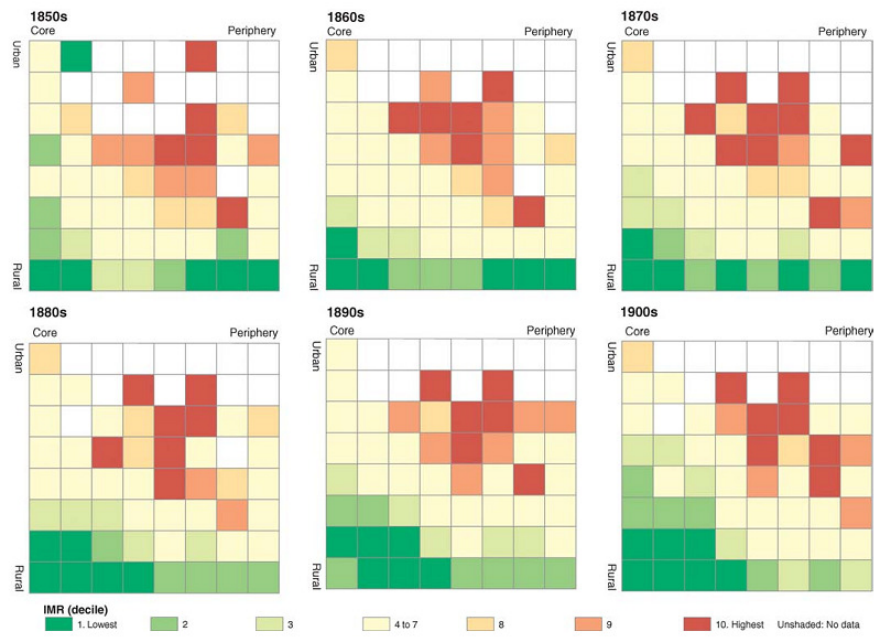 1850s
Core Periphery
Urban
Rural
1860s
Core Periphery
Urban
Rural
1870s
Core Periphery
Urban
Rural
1880s
Core Periphery
Urban
Rural
1890s
Core Periphery
Urban
Rural
1900s
Core Periphery
Urban
Rural
IMR (decile)
1. Lowest 2 3 4 to 7 8 9 10. Highest Unshaded: No data